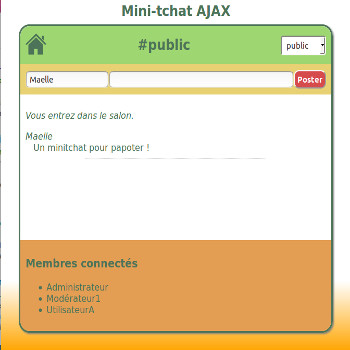 Mini-tchat AJAX
#public
public
Maelle
Poster
Vous entrez dans le salon.
Maelle
Un minitchat pour papoter !
Membres connectés
Administrateur
Modérateur1
UtilisateurA